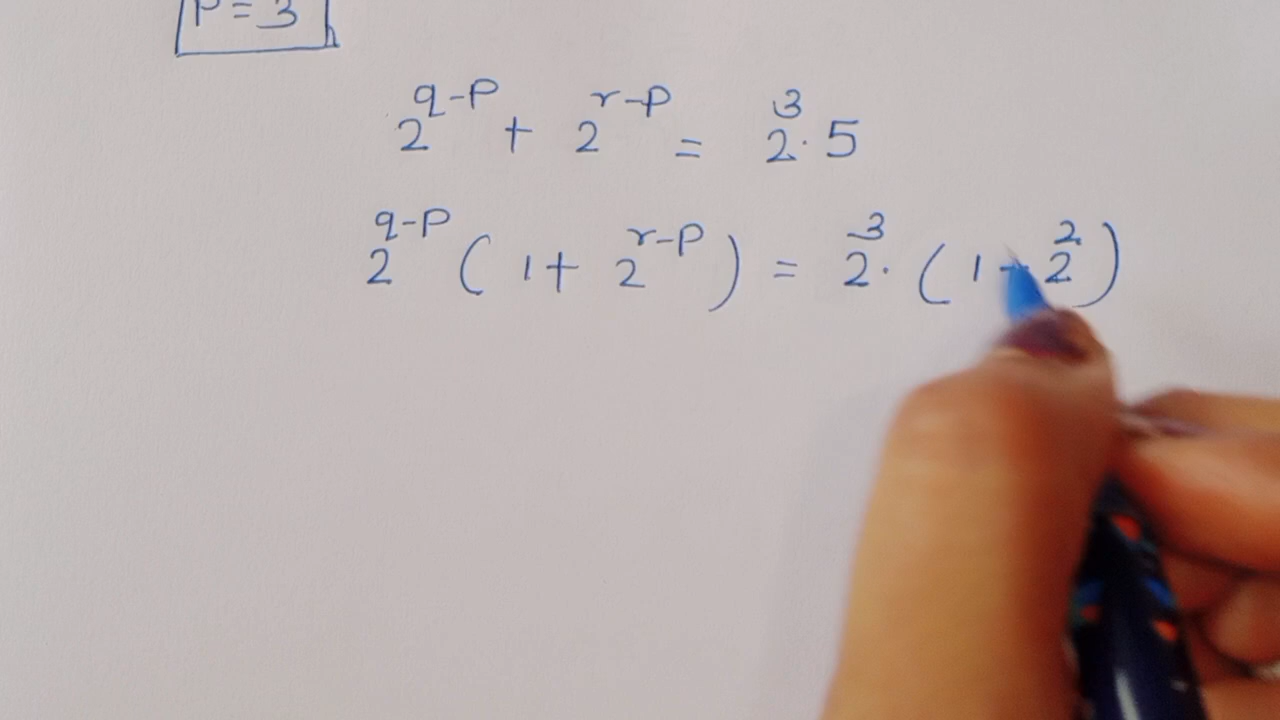 P = 3
2^{q-p} + 2^{r-p} = 2^3 · 5
2^{q-p} ( 1 + 2^{r-p} ) = 2^3 · ( 1 + 2^2 )